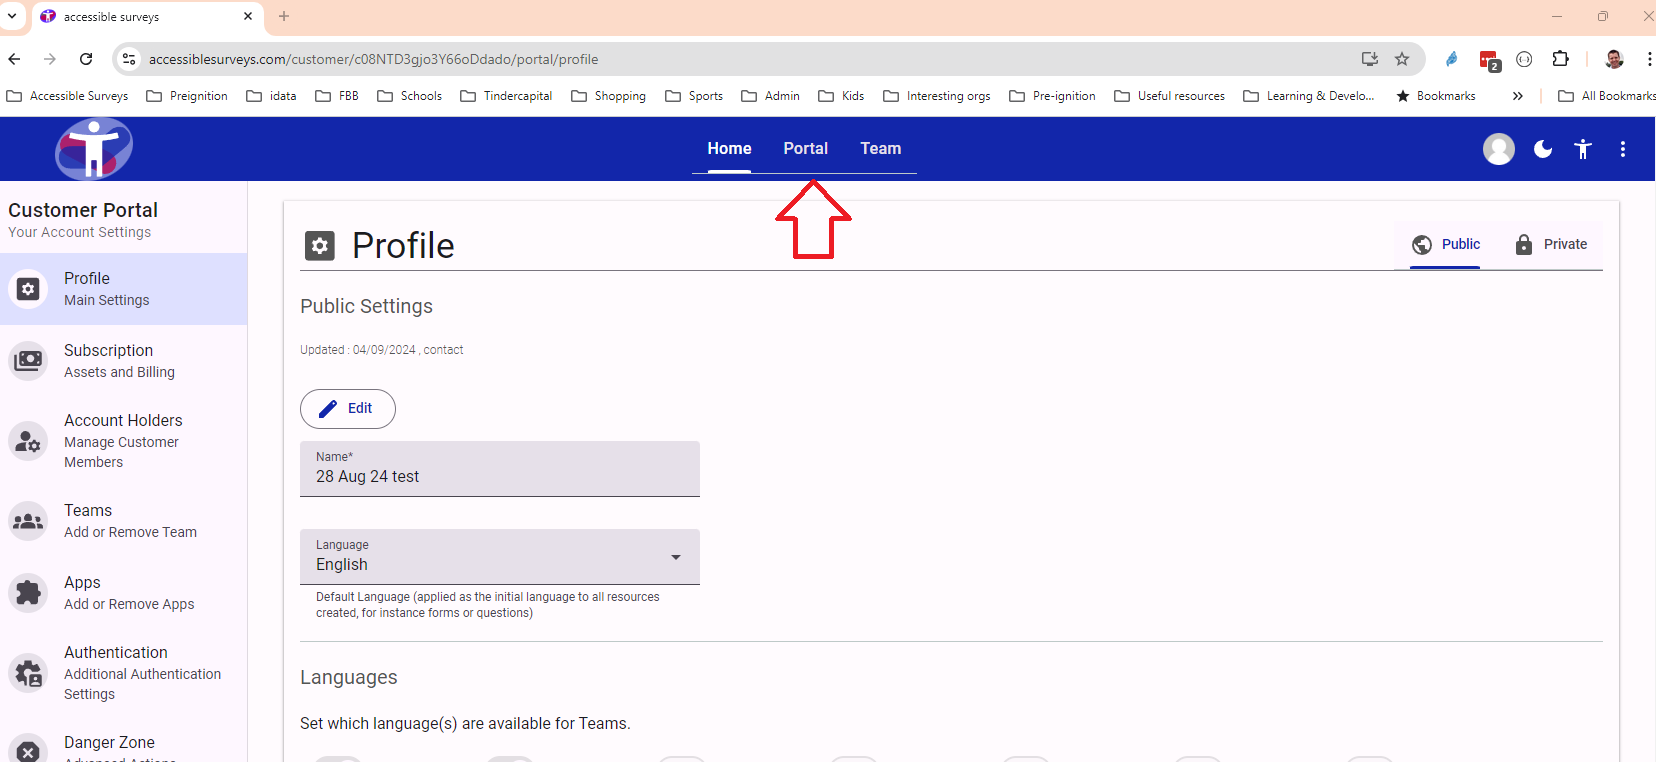 accessible surveys
accessiblesurveys.com/customer/c08NTD3gjo3Y66oDdado/portal/profile
2
Accessible Surveys Preignition idata FBB Schools Tindercapital Shopping Sports Admin Kids Interesting orgs Pre-ignition Useful resources Learning & Develo... Bookmarks » All Bookmarks
Home Portal Team
Customer Portal
Your Account Settings
Profile
Main Settings
Subscription
Assets and Billing
Account Holders
Manage Customer
Members
Teams
Add or Remove Team
Apps
Add or Remove Apps
Authentication
Additional Authentication
Settings
Danger Zone
Profile
Public Private
Public Settings
Updated : 04/09/2024 , contact
Edit
Name*
28 Aug 24 test
Language
English
Default Language (applied as the initial language to all resources
created, for instance forms or questions)
Languages
Set which language(s) are available for Teams.